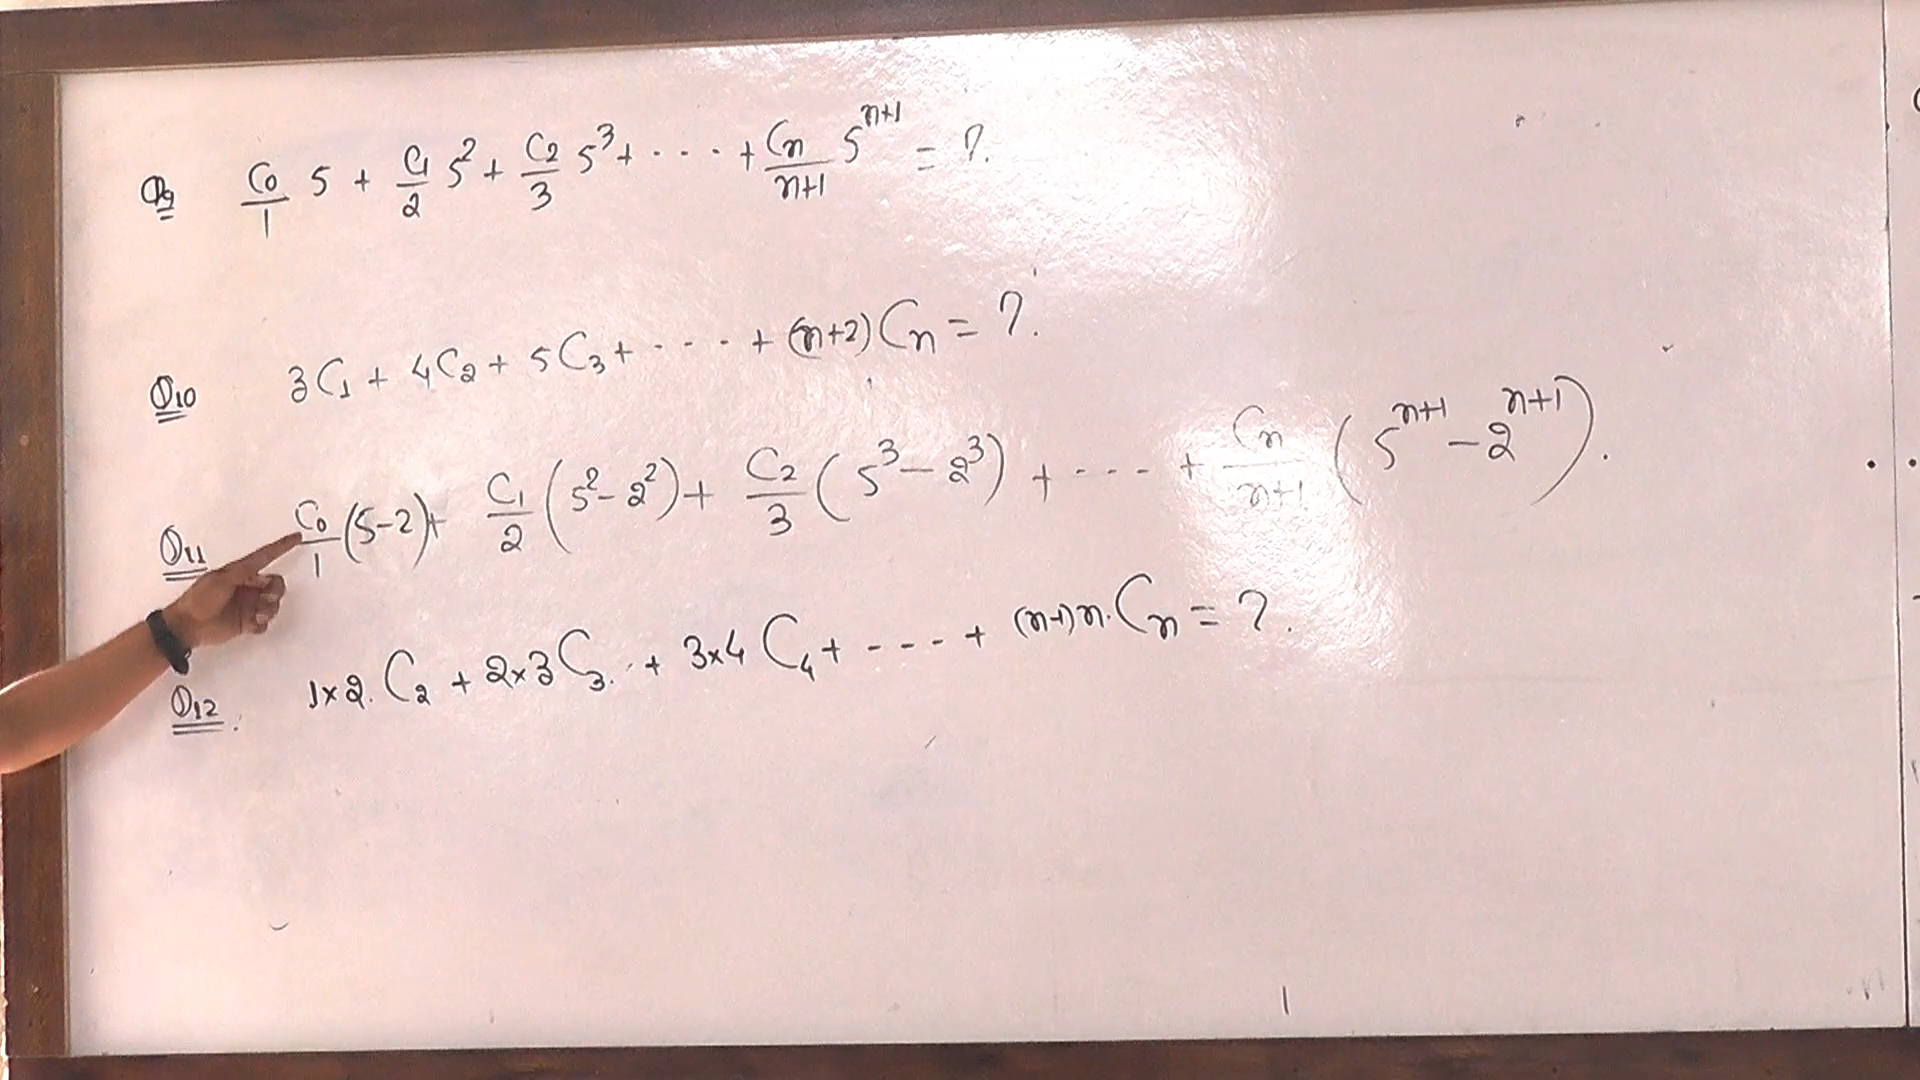 Q9 C0/1 5 + C1/2 5^2 + C2/3 5^3 + .... + Cn/n+1 5^n+1 = ?.
Q10 3C1 + 4C2 + 5C3 + .... + (n+2) Cn = ?.
Q11 C0/1 (5-2) + C1/2 (5^2 - 2^2) + C2/3 (5^3 - 2^3) + ---- + Cn/n+1 (5^n+1 - 2^n+1).
Q12. 1×2. C2 + 2×3 C3. + 3×4 C4 + ---- + (n-1)n. Cn = ?.